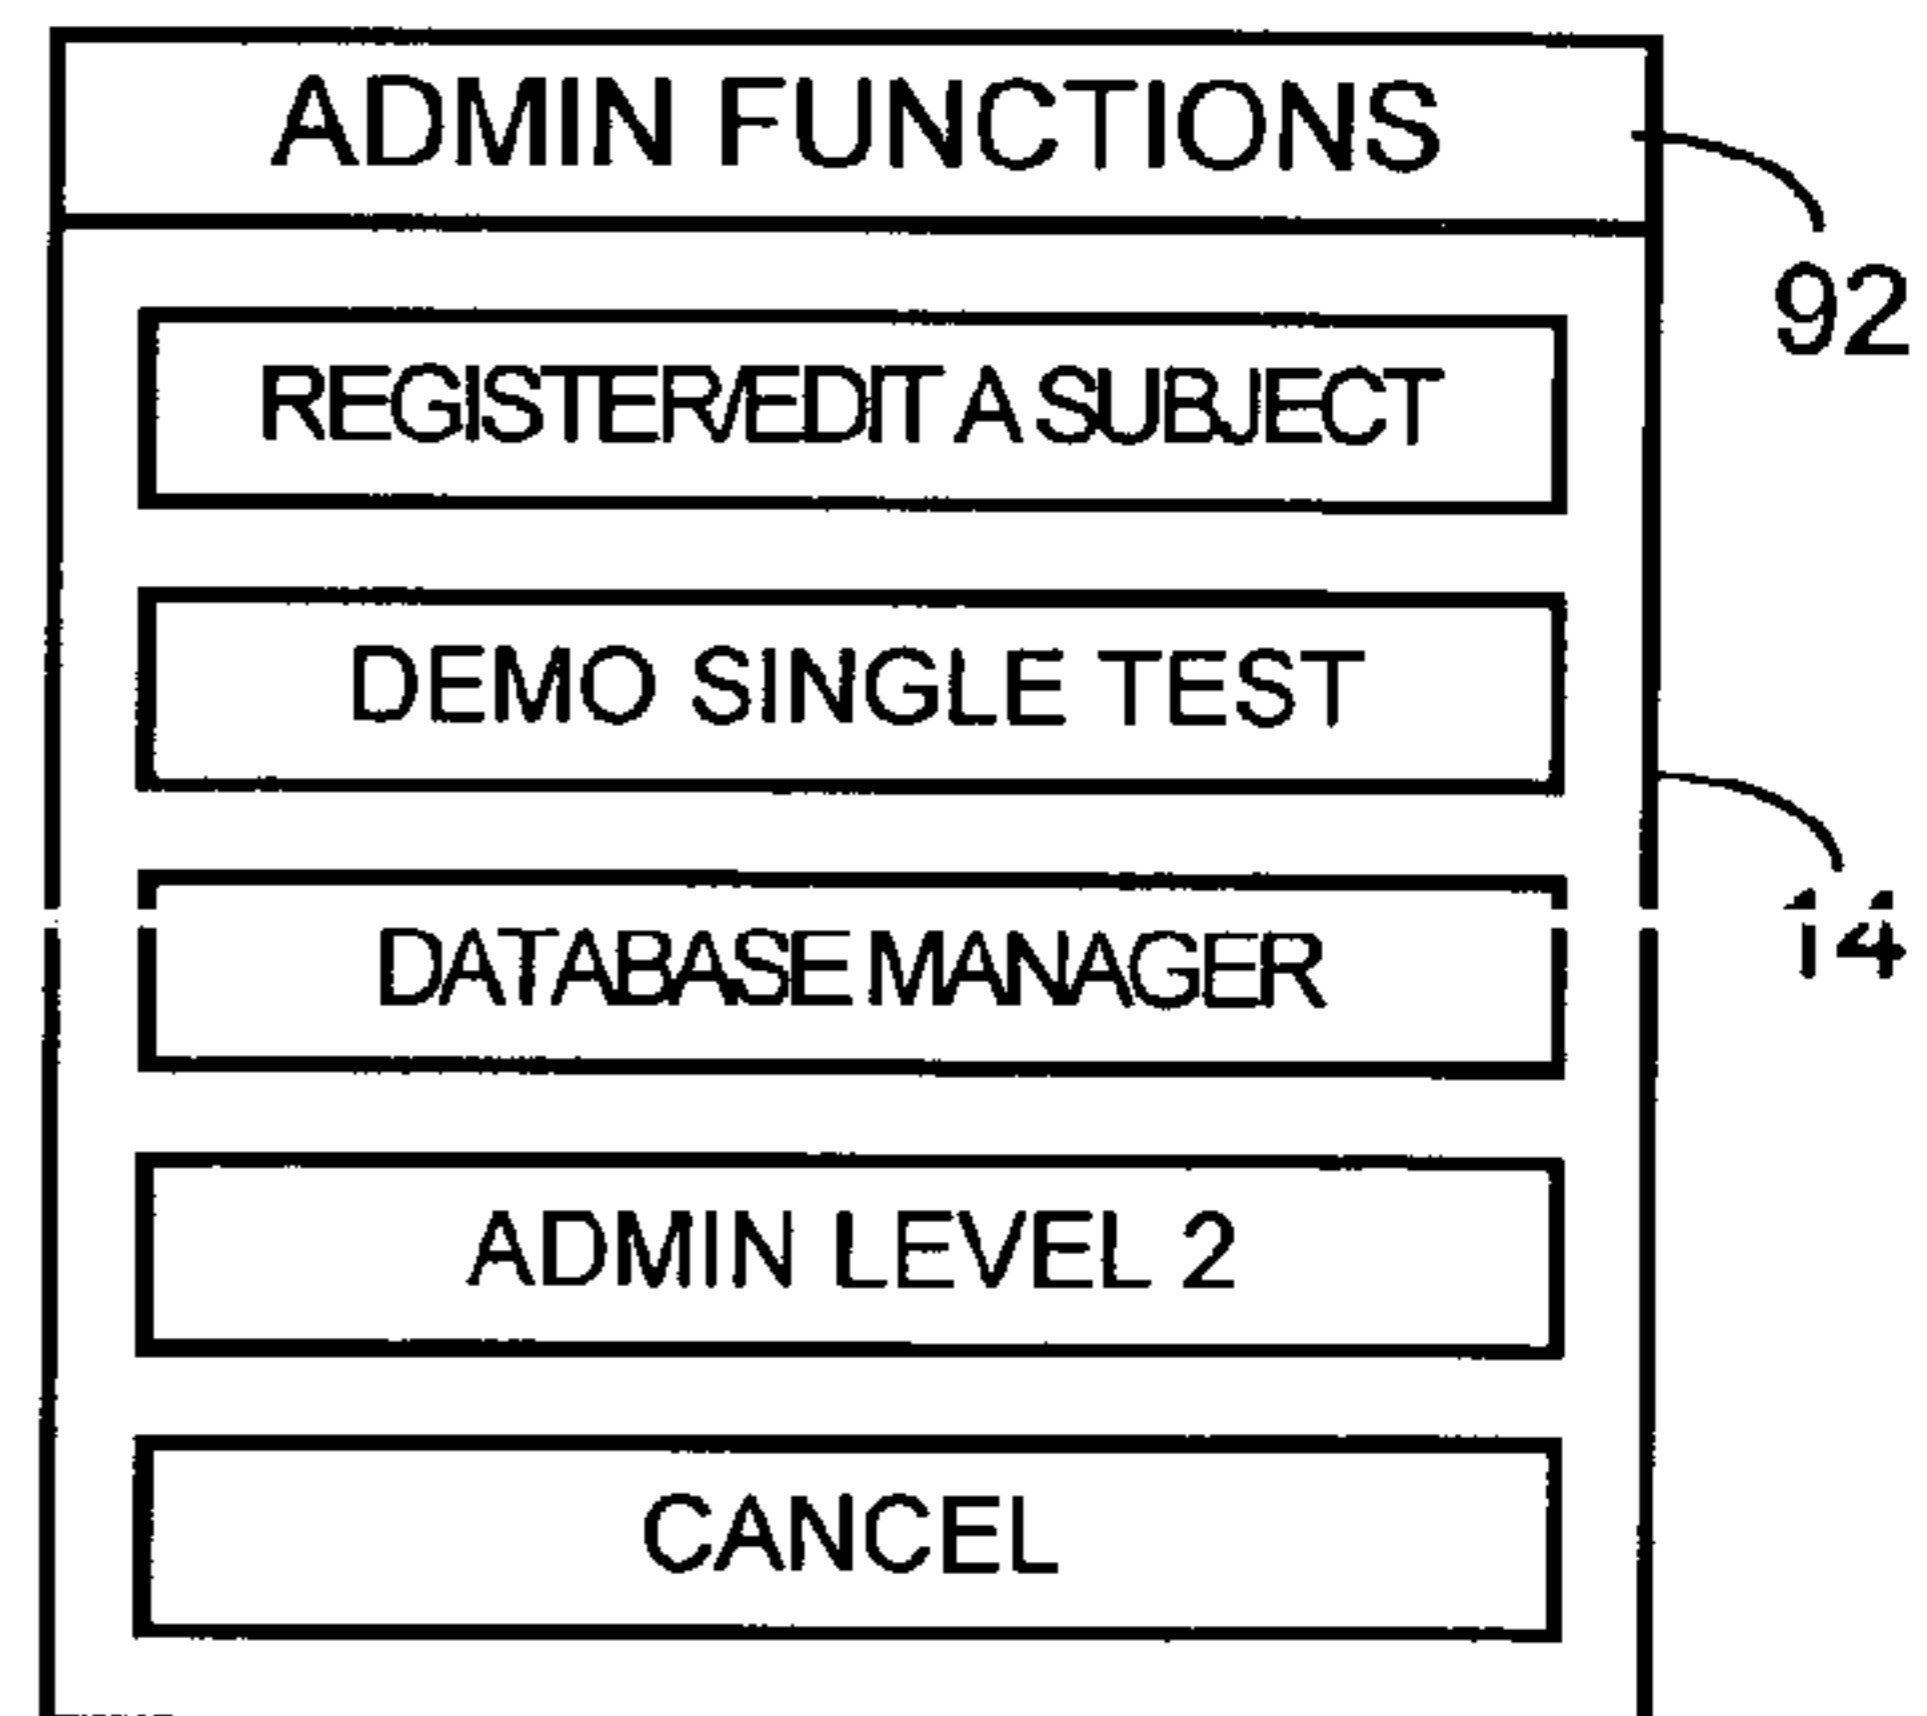 ADMIN FUNCTIONS
92
REGISTER/EDIT A SUBJECT
DEMO SINGLE TEST
14
DATABASE MANAGER
ADMIN LEVEL 2
CANCEL